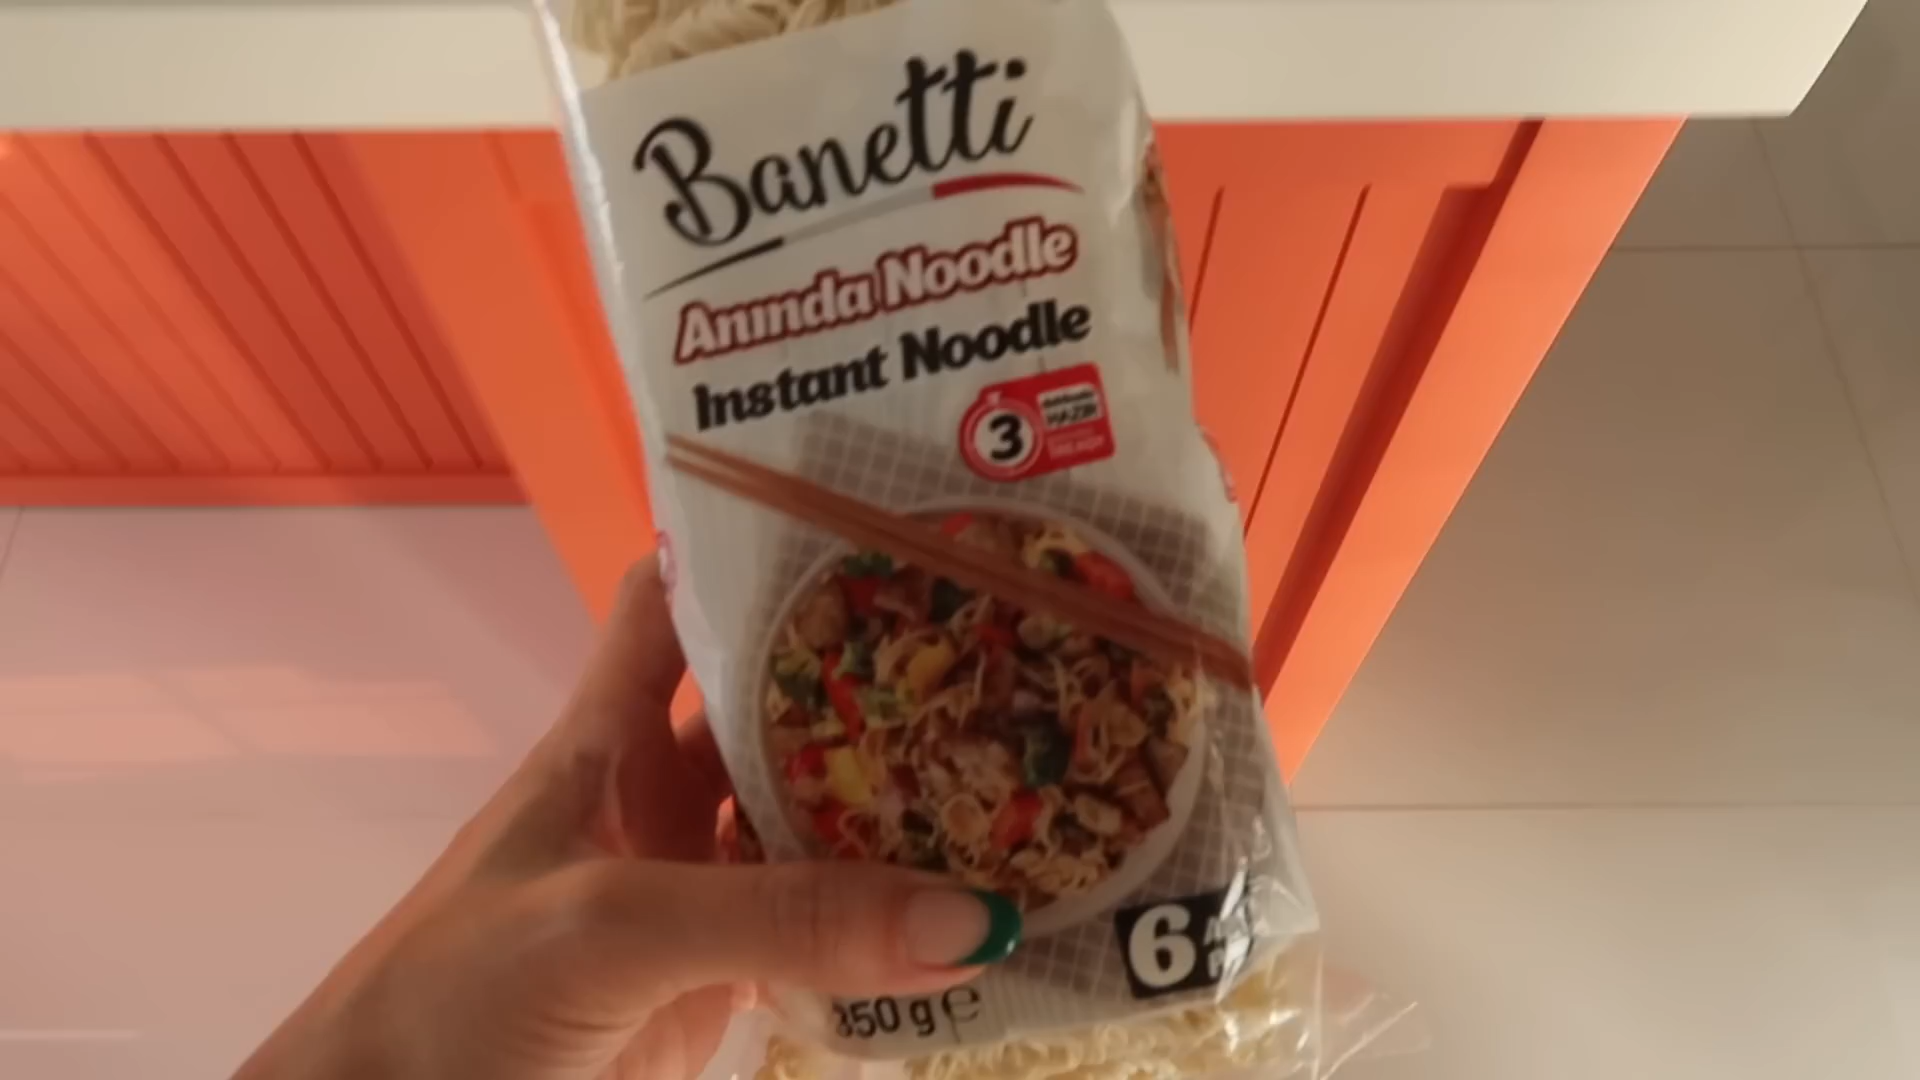 Banetti
Anında Noodle
Instant Noodle
3
HAZIR
6
350 g ℮